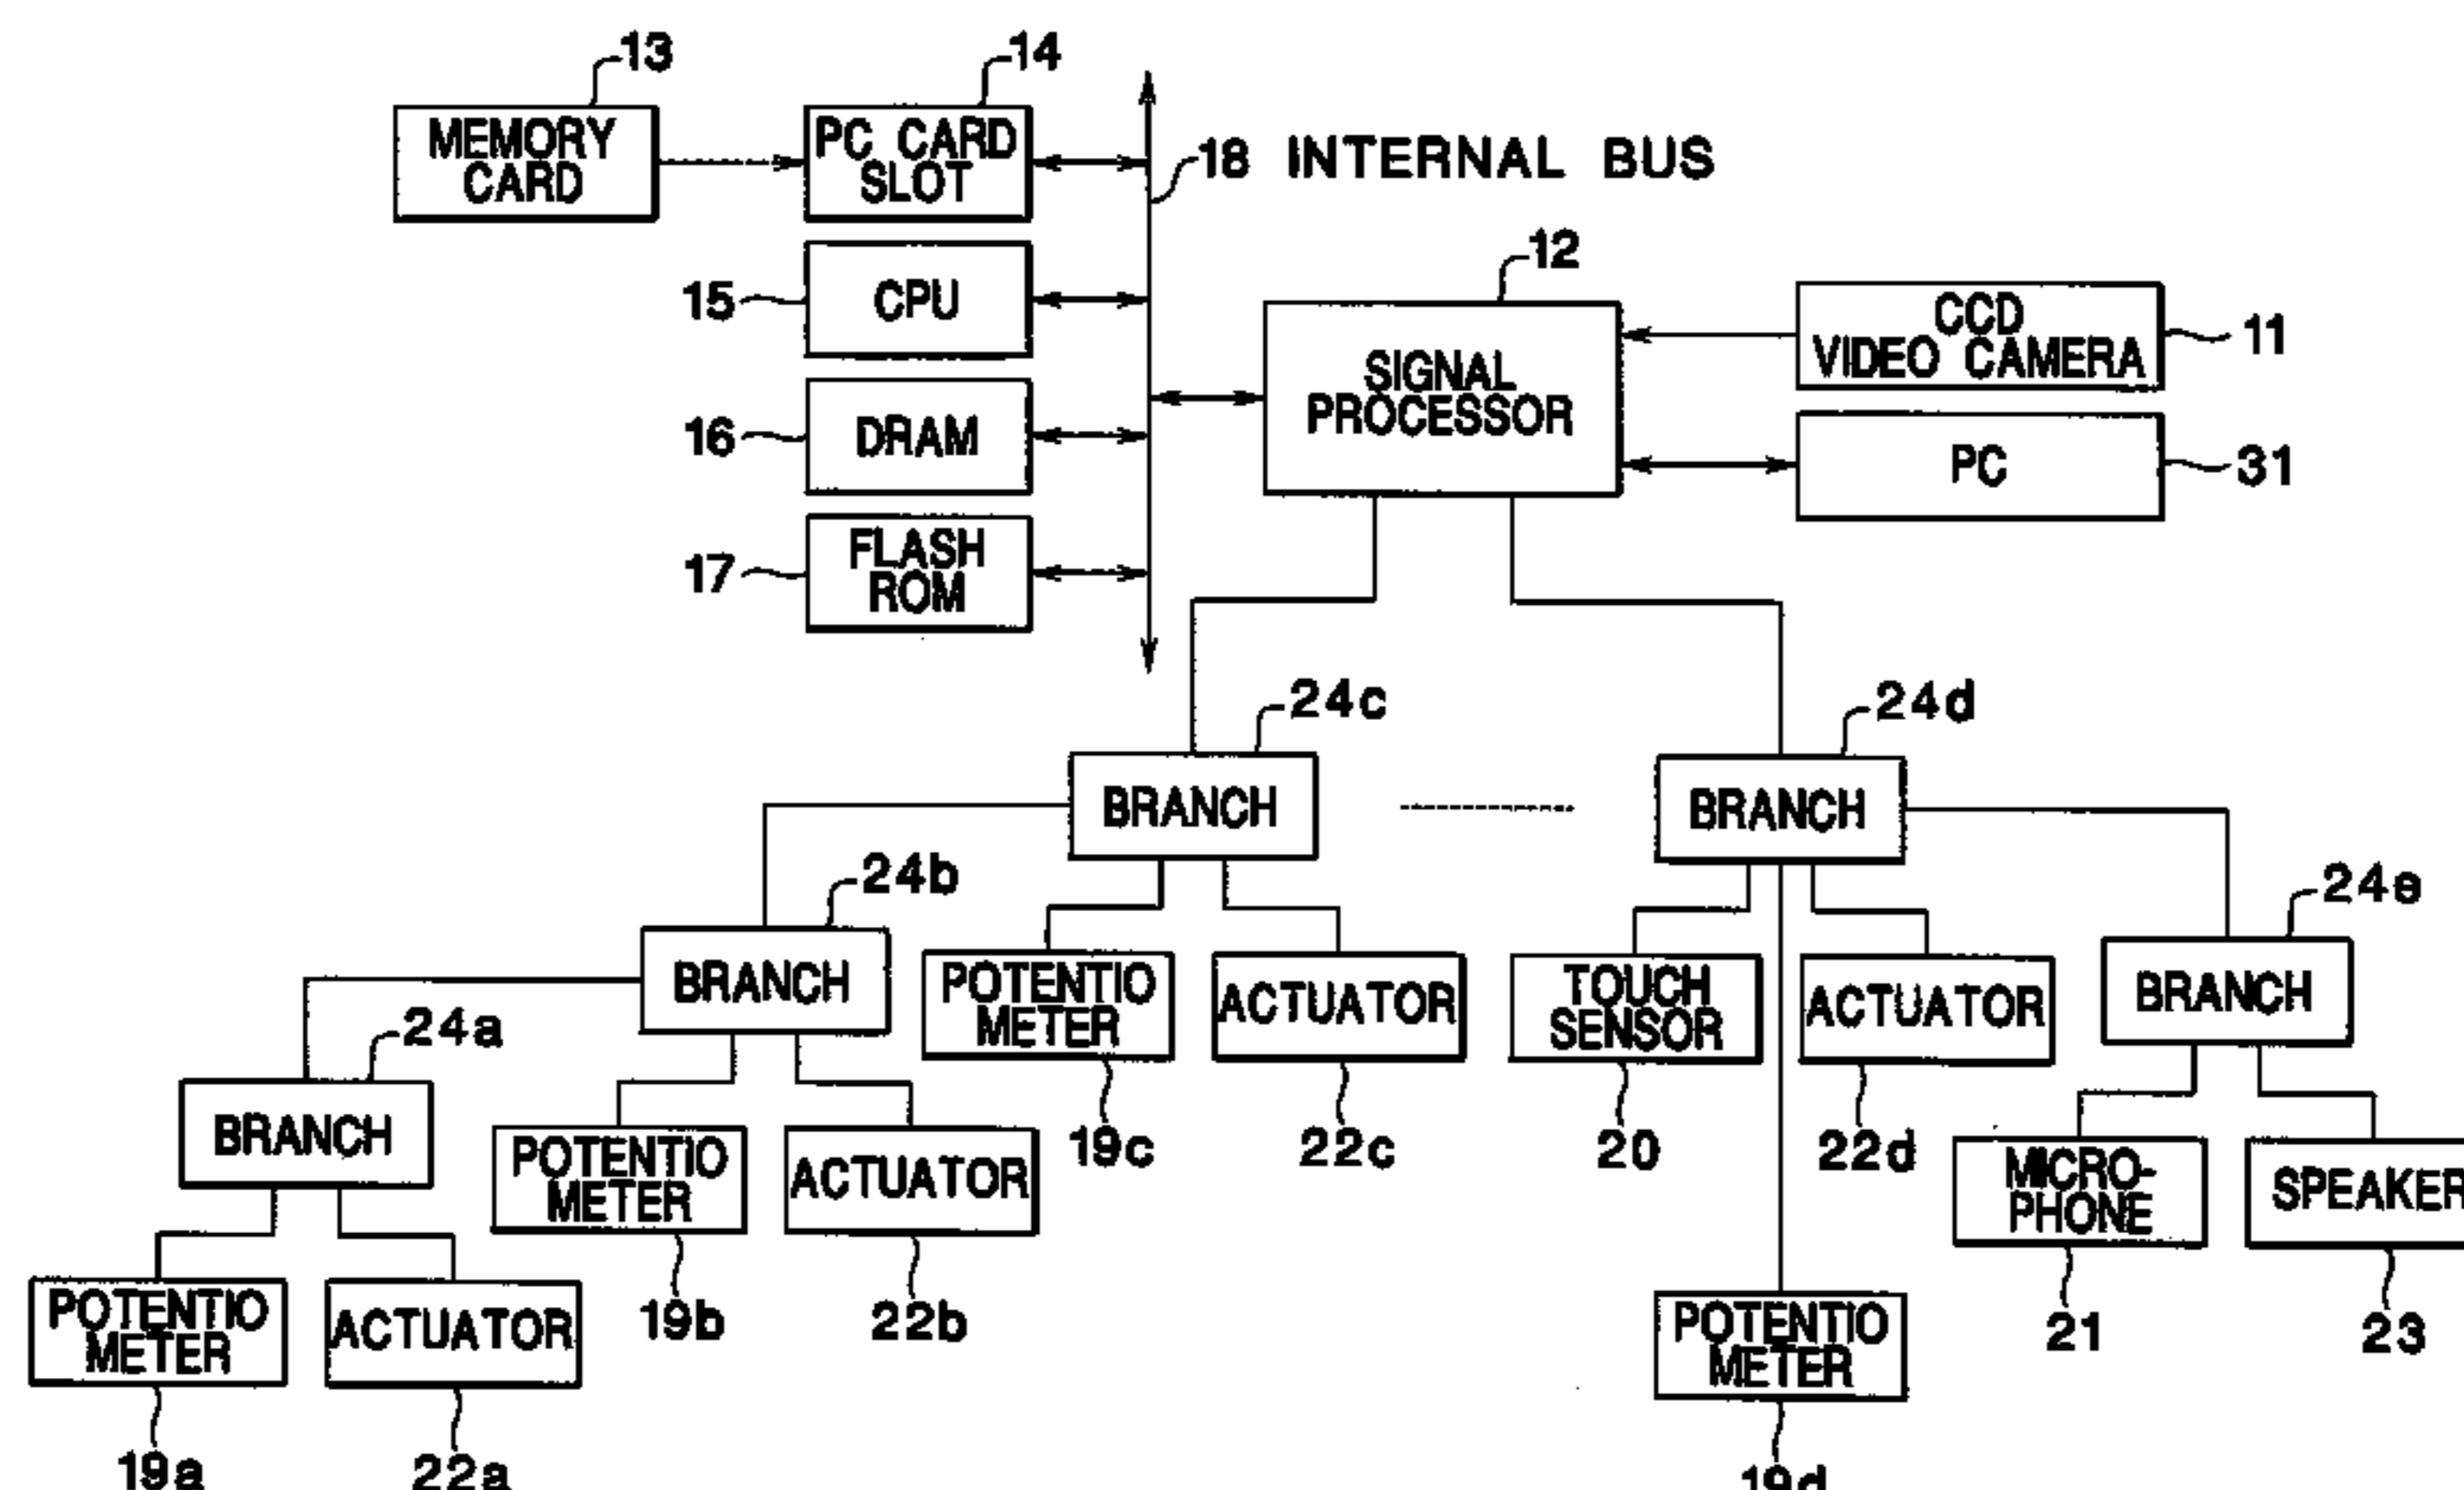 13
14
MEMORY
CARD
PC CARD
SLOT
18 INTERNAL BUS
12
15
CPU
CCD
VIDEO CAMERA
11
SIGNAL
PROCESSOR
16
DRAM
PC
31
17
FLASH
ROM
24c
24d
BRANCH
BRANCH
24b
24e
BRANCH
POTENTIO
METER
ACTUATOR
TOUCH
SENSOR
ACTUATOR
BRANCH
24a
BRANCH
POTENTIO
METER
ACTUATOR
19c
22c
20
22d
MICRO-
PHONE
SPEAKER
POTENTIO
METER
ACTUATOR
19b
22b
POTENTIO
METER
21
23
19a
22a
19d